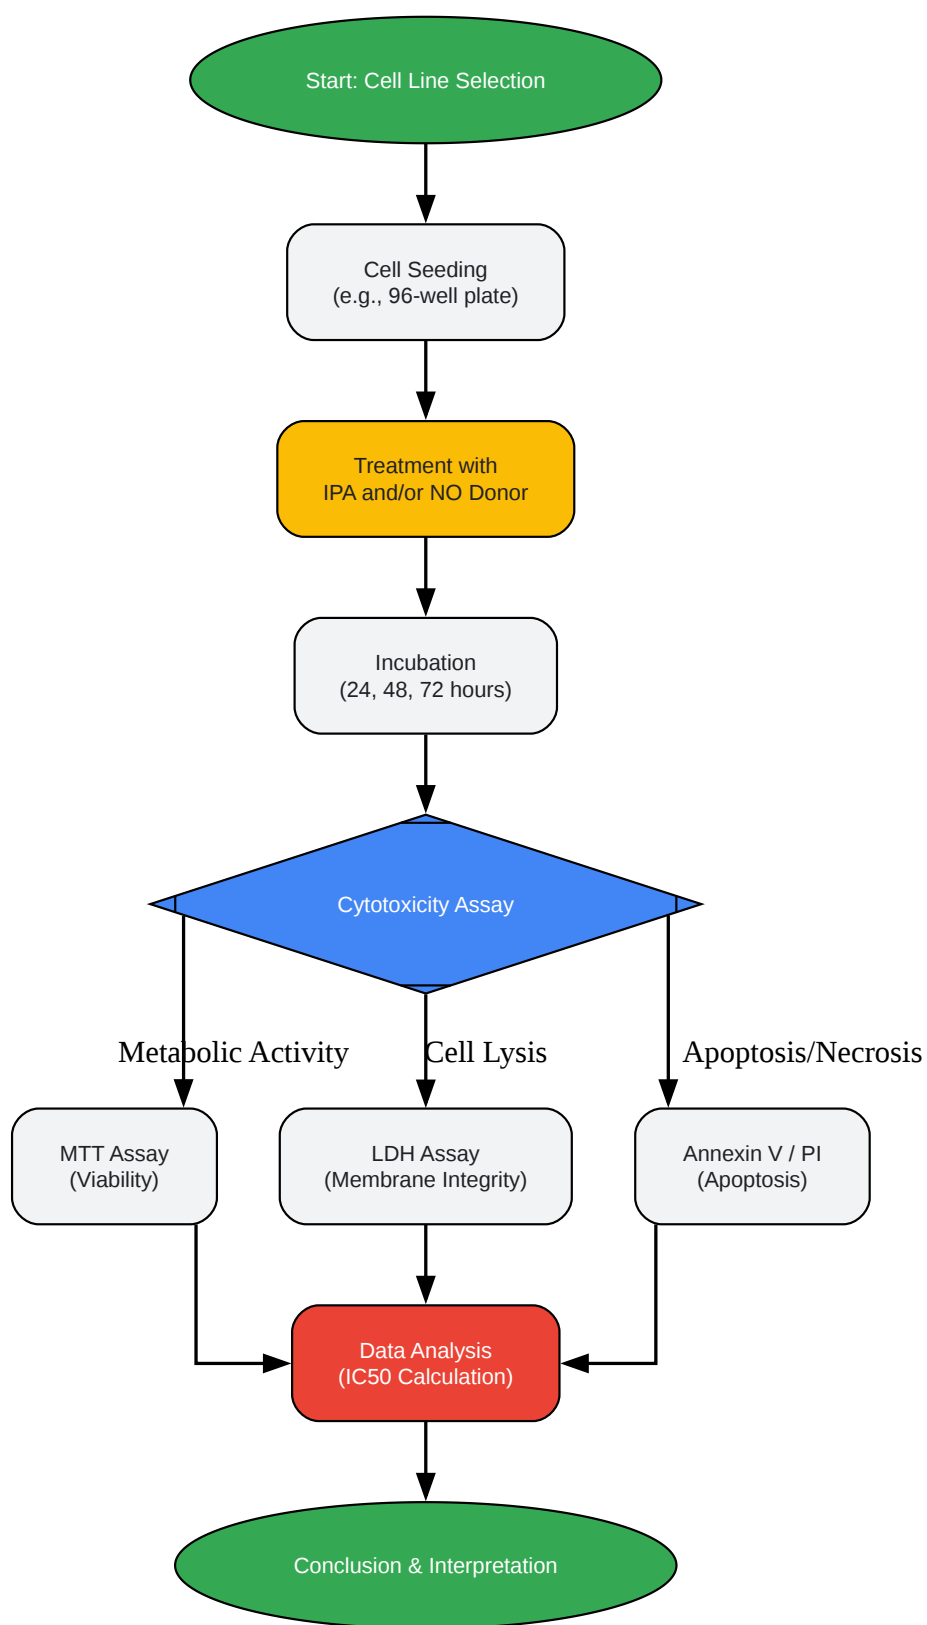 Start: Cell Line Selection
Cell Seeding
(e.g., 96-well plate)
Treatment with
IPA and/or NO Donor
Incubation
(24, 48, 72 hours)
Cytotoxicity Assay
Metabolic Activity
Cell Lysis
Apoptosis/Necrosis
MTT Assay
(Viability)
LDH Assay
(Membrane Integrity)
Annexin V / PI
(Apoptosis)
Data Analysis
(IC50 Calculation)
Conclusion & Interpretation